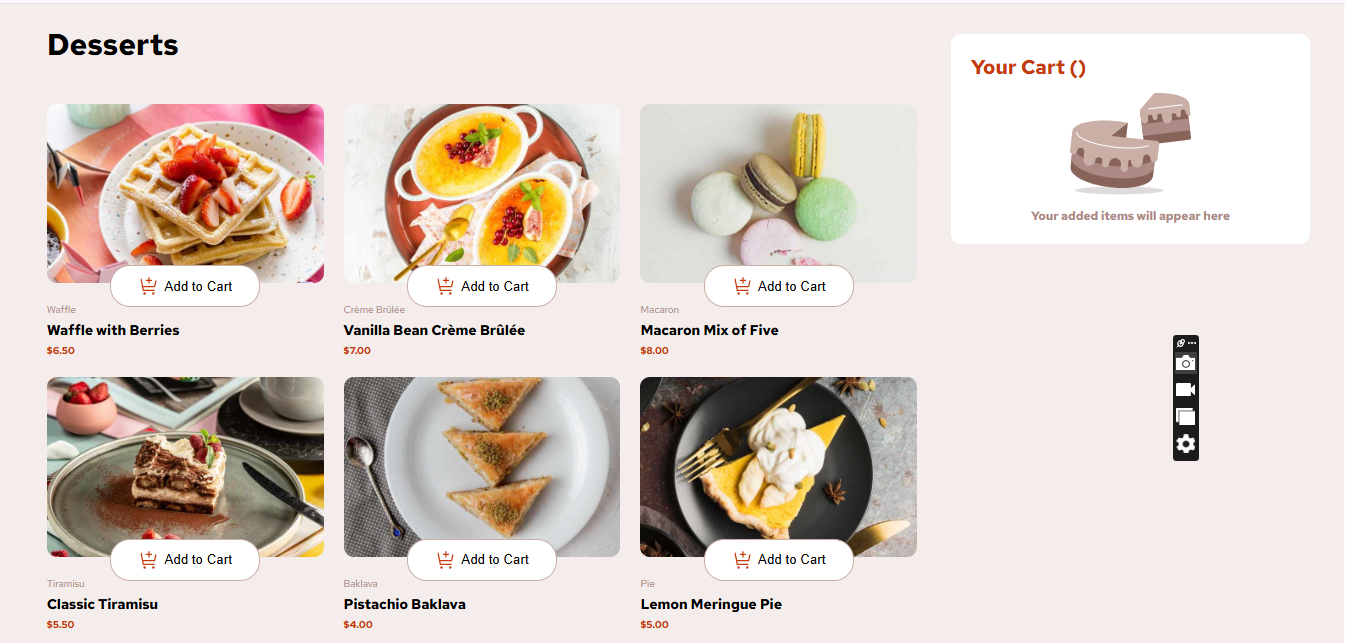 Desserts
Your Cart ()
Your added items will appear here
Add to Cart
Add to Cart
Add to Cart
Waffle
Waffle with Berries
$6.50
Crème Brûlée
Vanilla Bean Crème Brûlée
$7.00
Macaron
Macaron Mix of Five
$8.00
Add to Cart
Add to Cart
Add to Cart
Tiramisu
Classic Tiramisu
$5.50
Baklava
Pistachio Baklava
$4.00
Pie
Lemon Meringue Pie
$5.00